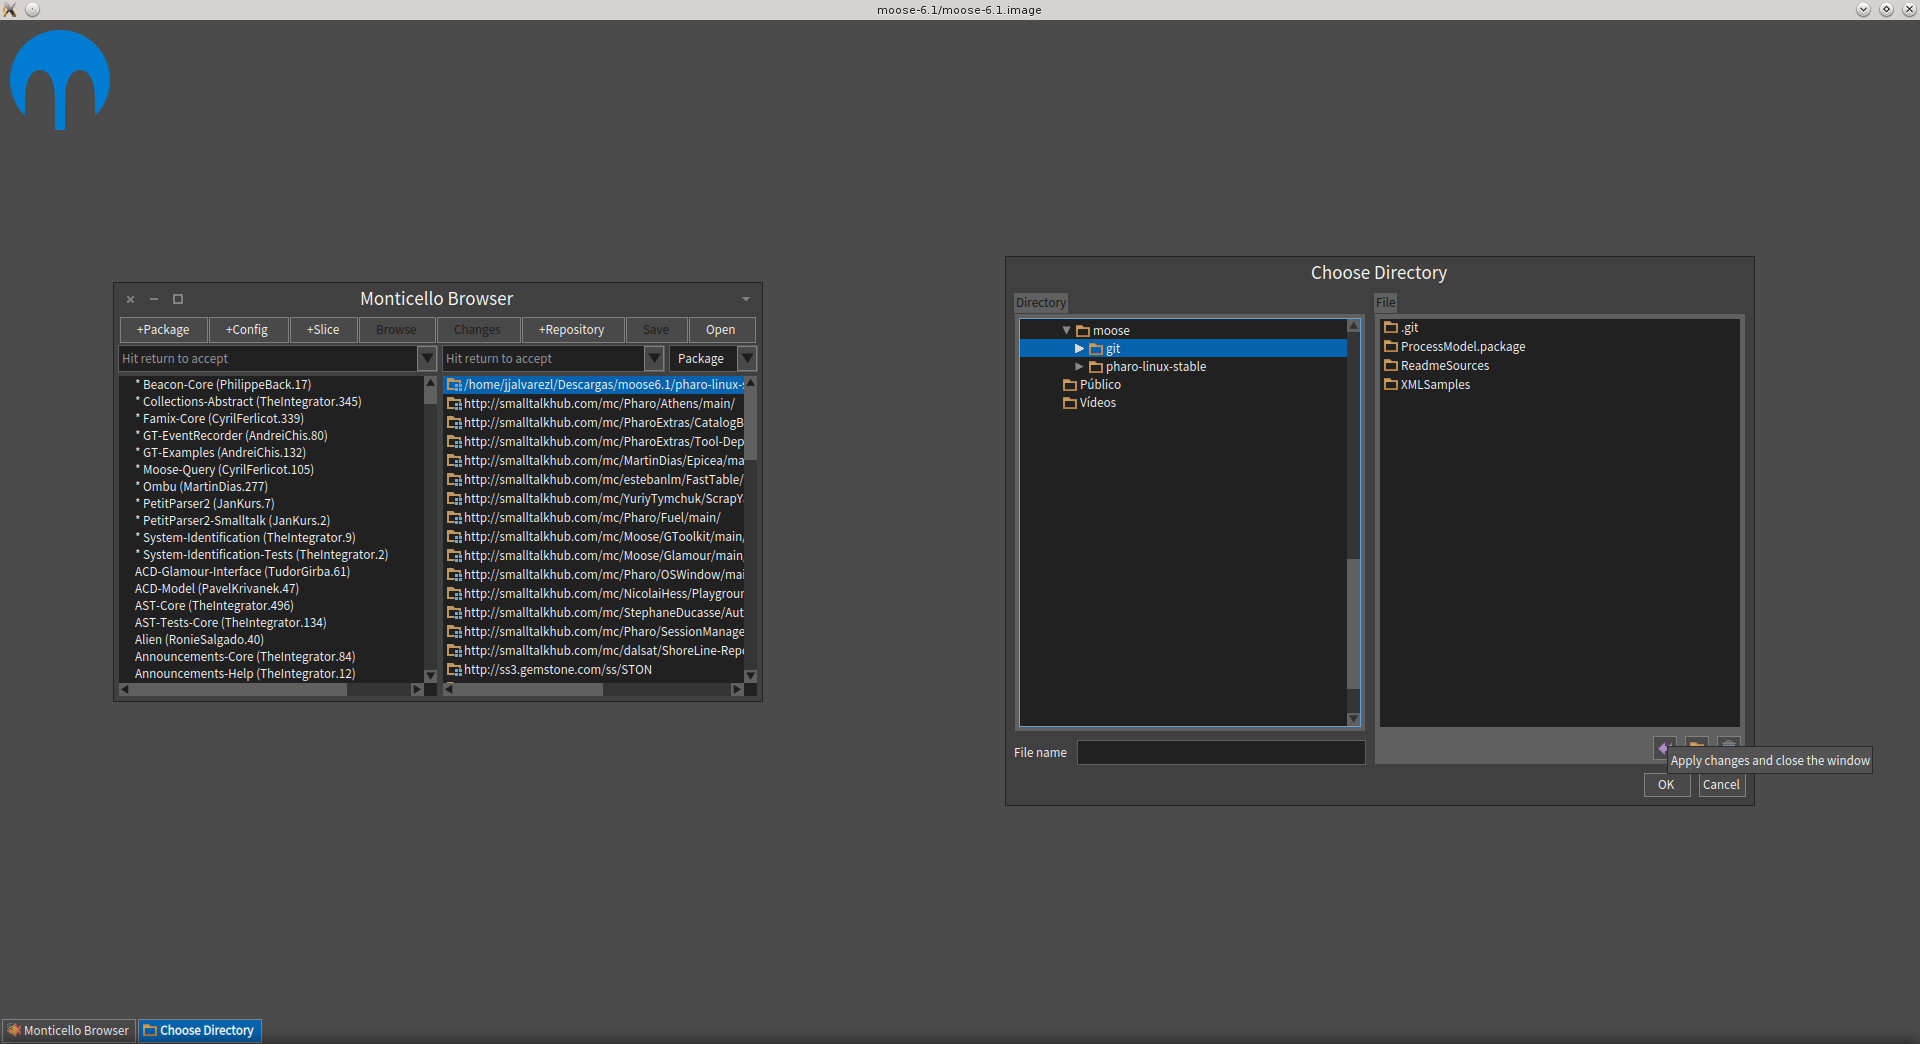 moose-6.1/moose-6.1.image
Monticello Browser
+Package +Config +Slice Browse Changes +Repository Save Open
Hit return to accept Hit return to accept Package
* Beacon-Core (PhilippeBack.17)
* Collections-Abstract (TheIntegrator.345)
* Famix-Core (CyrilFerlicot.339)
* GT-EventRecorder (AndreiChis.80)
* GT-Examples (AndreiChis.132)
* Moose-Query (CyrilFerlicot.105)
* Ombu (MartinDias.277)
* PetitParser2 (JanKurs.7)
* PetitParser2-Smalltalk (JanKurs.2)
* System-Identification (TheIntegrator.9)
* System-Identification-Tests (TheIntegrator.2)
ACD-Glamour-Interface (TudorGirba.61)
ACD-Model (PavelKrivanek.47)
AST-Core (TheIntegrator.496)
AST-Tests-Core (TheIntegrator.134)
Alien (RonieSalgado.40)
Announcements-Core (TheIntegrator.84)
Announcements-Help (TheIntegrator.12)
/home/jjalvarezl/Descargas/moose6.1/pharo-linux-s
http://smalltalkhub.com/mc/Pharo/Athens/main/
http://smalltalkhub.com/mc/PharoExtras/CatalogB
http://smalltalkhub.com/mc/PharoExtras/Tool-Dep
http://smalltalkhub.com/mc/MartinDias/Epicea/ma
http://smalltalkhub.com/mc/estebanlm/FastTable/
http://smalltalkhub.com/mc/YuriyTymchuk/ScrapY
http://smalltalkhub.com/mc/Pharo/Fuel/main/
http://smalltalkhub.com/mc/Moose/GToolkit/main/
http://smalltalkhub.com/mc/Moose/Glamour/main/
http://smalltalkhub.com/mc/Pharo/OSWindow/mai
http://smalltalkhub.com/mc/NicolaiHess/Playgroun
http://smalltalkhub.com/mc/StephaneDucasse/Aut
http://smalltalkhub.com/mc/Pharo/SessionManage
http://smalltalkhub.com/mc/dalsat/ShoreLine-Repo
http://ss3.gemstone.com/ss/STON
Choose Directory
Directory
moose
git
pharo-linux-stable
Público
Vídeos
File
.git
ProcessModel.package
ReadmeSources
XMLSamples
File name
Apply changes and close the window
OK Cancel
Monticello Browser Choose Directory